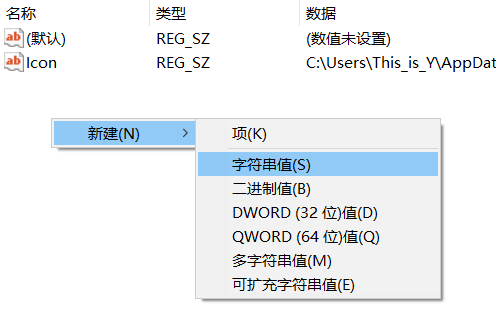 名称 类型 数据
(默认) REG_SZ (数值未设置)
Icon REG_SZ C:\Users\This_is_Y\AppDat
新建(N)
项(K)
字符串值(S)
二进制值(B)
DWORD (32 位)值(D)
QWORD (64 位)值(Q)
多字符串值(M)
可扩充字符串值(E)